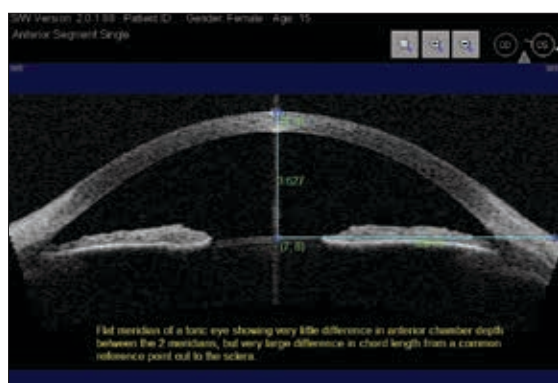 S/W Version 2.0.1.88 Patient ID Gender: Female Age: 15
Anterior Segment Single
OD OS
3.627
(7, 8)
Flat meridian of a toric eye showing very little difference in anterior chamber depth
between the 2 meridians, but very large difference in chord length from a common
reference point out to the sclera.